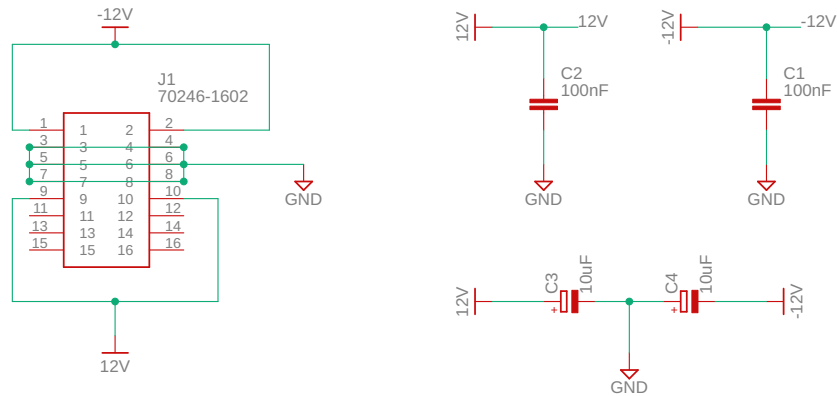 -12V
J1
70246-1602
1 1 2 2
3 3 4 4
5 5 6 6
7 7 8 8
9 9 10 10
11 11 12 12
13 13 14 14
15 15 16 16
GND
12V
12V
12V
C2
100nF
GND
-12V
-12V
C1
100nF
GND
12V
C3
10uF
+
C4
10uF
+
-12V
GND